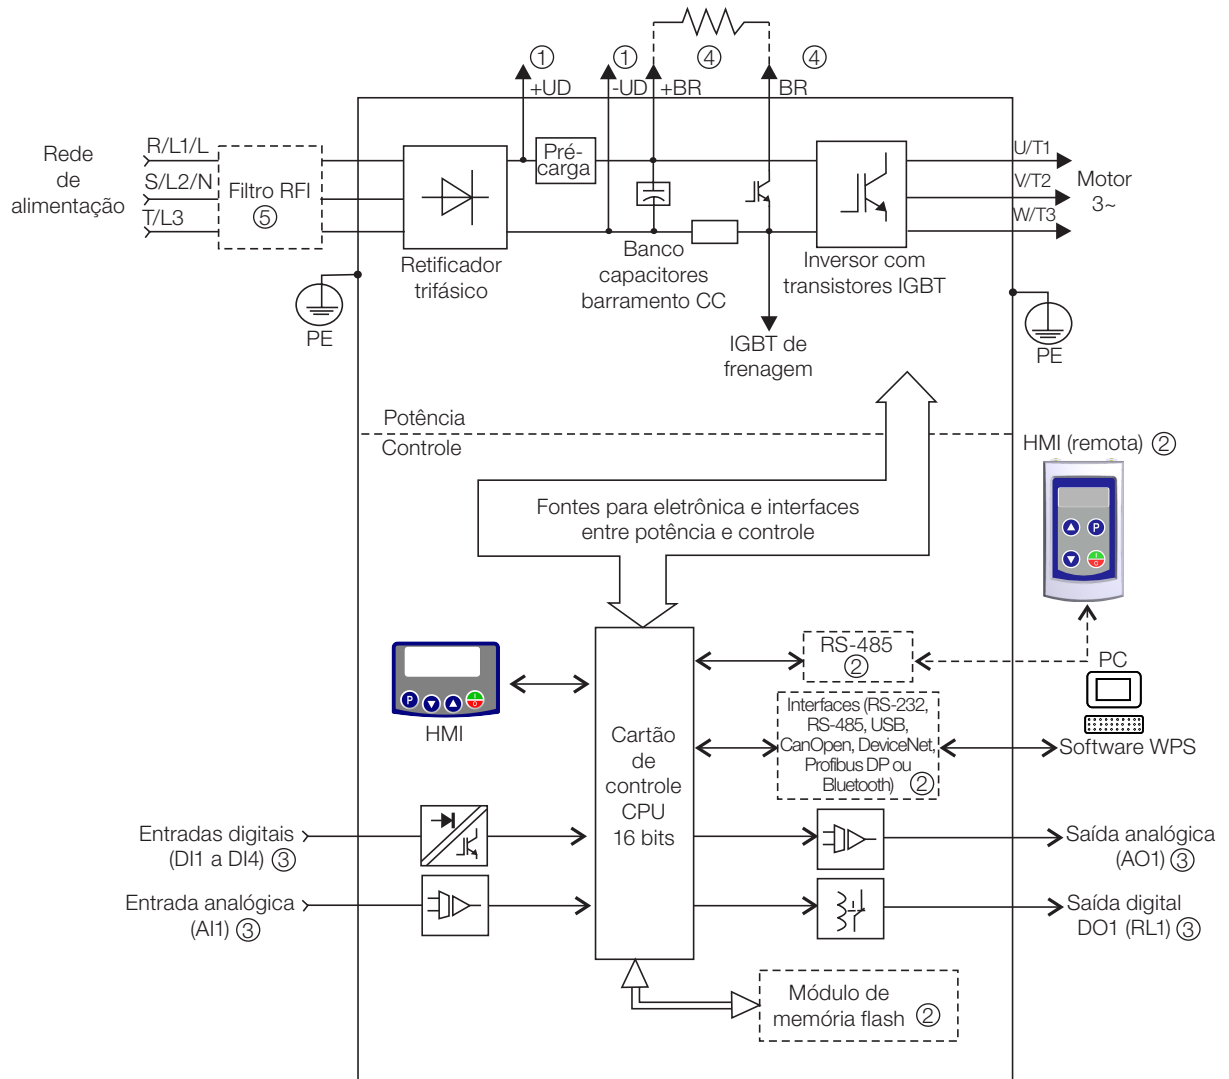 ① ① ④ ④
+UD -UD +BR BR
Rede
de
alimentação
R/L1/L
S/L2/N
T/L3
Filtro RFI
⑤
Pré-
carga
U/T1
V/T2
W/T3
Motor
3~
Retificador
trifásico
Banco
capacitores
barramento CC
Inversor com
transistores IGBT
PE
IGBT de
frenagem
PE
Potência
Controle
HMI (remota) ②
P
I
O
Fontes para eletrônica e interfaces
entre potência e controle
RS-485
②
PC
P
I
O
HMI
Cartão
de
controle
CPU
16 bits
Interfaces (RS-232,
RS-485, USB,
CanOpen, DeviceNet,
Profibus DP ou
Bluetooth) ②
Software WPS
Entradas digitais
(DI1 a DI4) ③
Saída analógica
(AO1) ③
Entrada analógica
(AI1) ③
Saída digital
DO1 (RL1) ③
Módulo de
memória flash ②